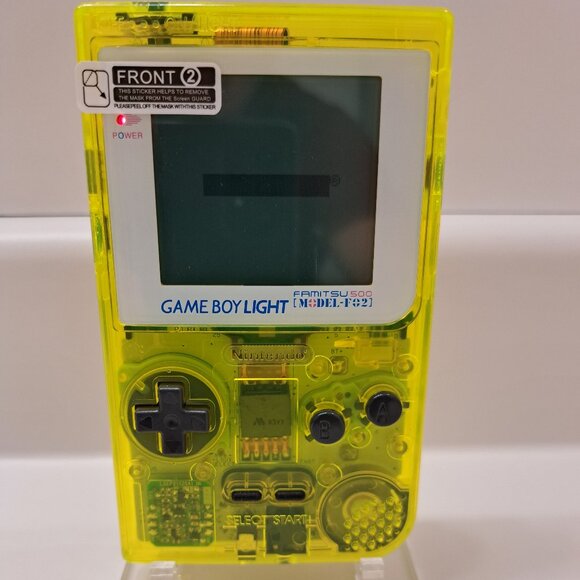 FRONT 2
THIS STICKER HELPS TO REMOVE
THE MASK FROM THE Screen GUARD
PLEASE PEEL OFF THE MASK WITH THIS STICKER
POWER
®
FAMITSU 500
GAME BOY LIGHT [MODEL-F02]
Nintendo
BT+
B
A
SELECT START